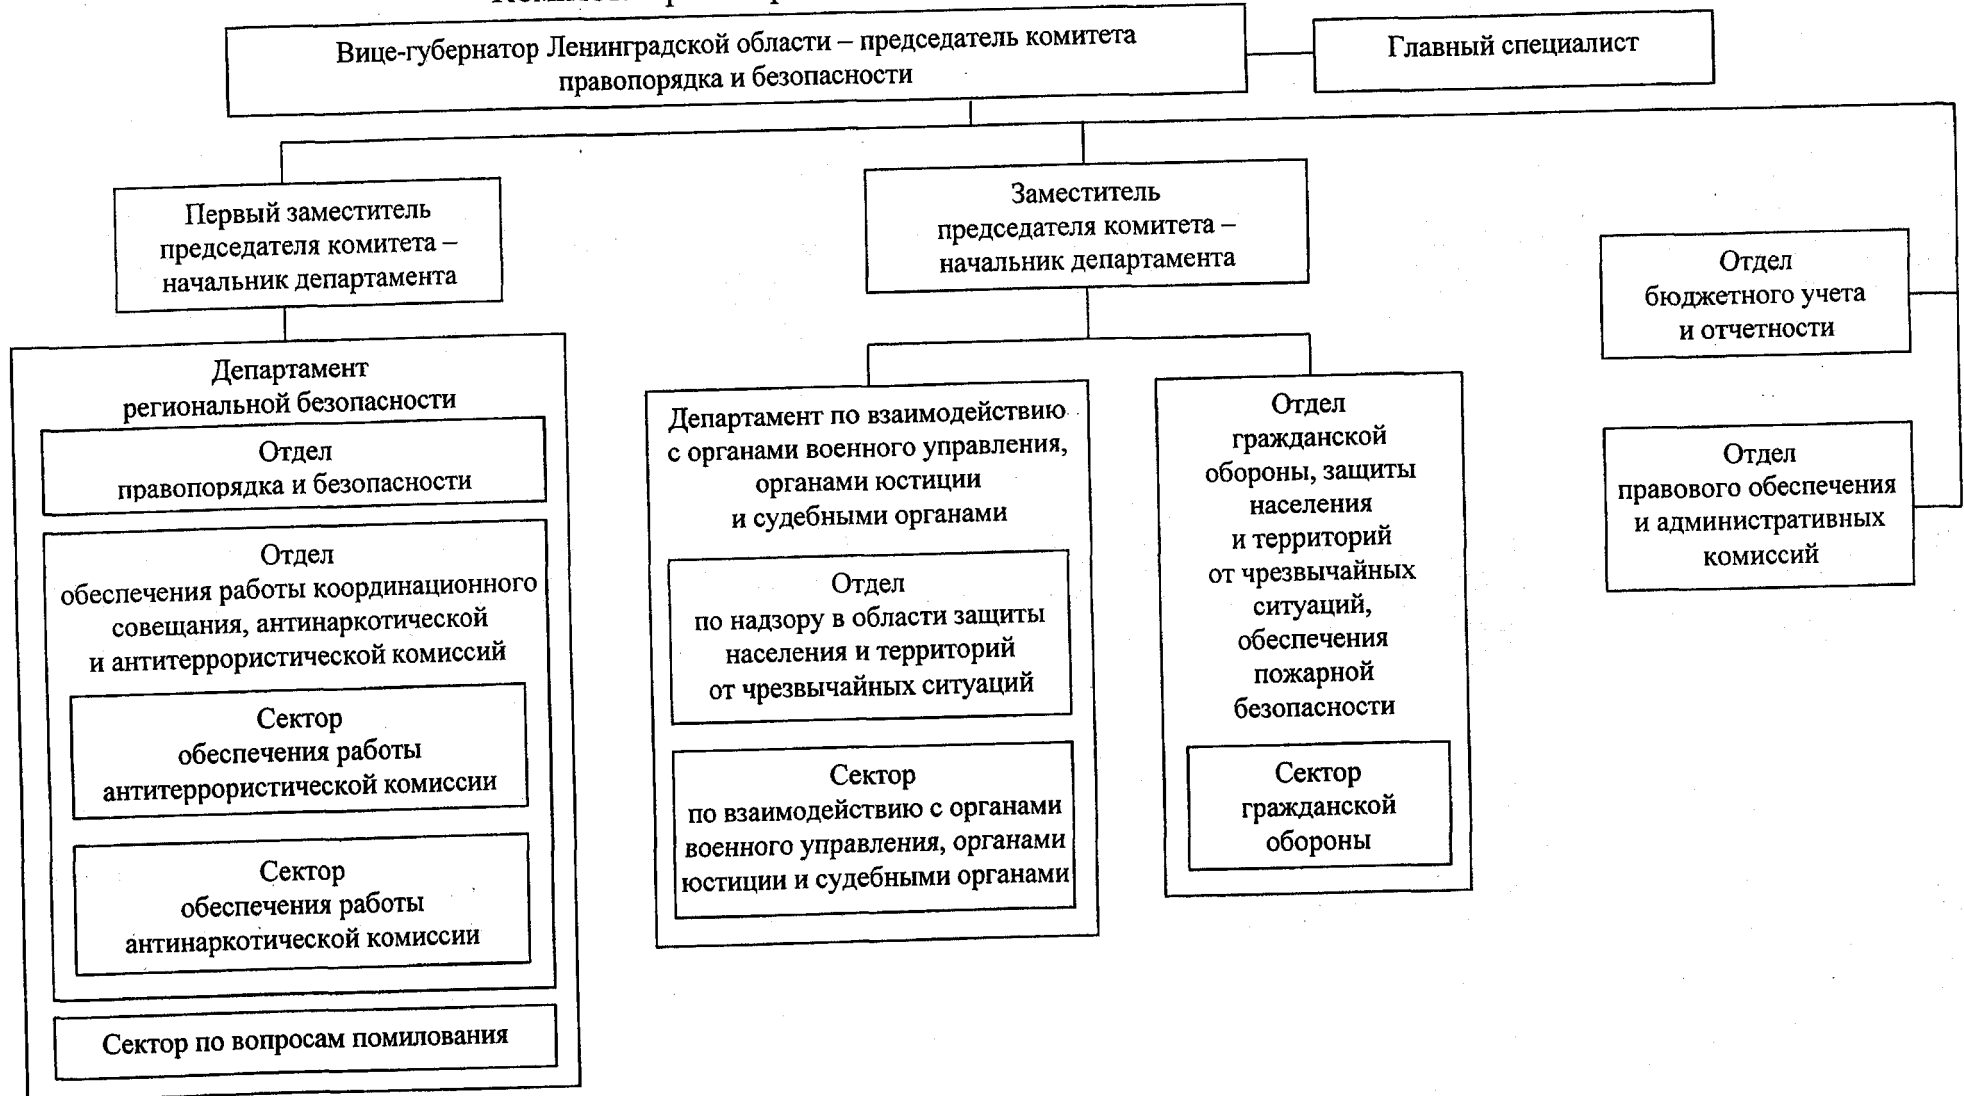 Вице-губернатор Ленинградской области – председатель комитета
правопорядка и безопасности
Главный специалист
Первый заместитель
председателя комитета –
начальник департамента
Заместитель
председателя комитета –
начальник департамента
Отдел
бюджетного учета
и отчетности
Отдел
правового обеспечения
и административных
комиссий
Департамент
региональной безопасности
Отдел
правопорядка и безопасности
Отдел
обеспечения работы координационного
совещания, антинаркотической
и антитеррористической комиссий
Сектор
обеспечения работы
антитеррористической комиссии
Сектор
обеспечения работы
антинаркотической комиссии
Сектор по вопросам помилования
Департамент по взаимодействию
с органами военного управления,
органами юстиции
и судебными органами
Отдел
по надзору в области защиты
населения и территорий
от чрезвычайных ситуаций
Сектор
по взаимодействию с органами
военного управления, органами
юстиции и судебными органами
Отдел
гражданской
обороны, защиты
населения
и территорий
от чрезвычайных
ситуаций,
обеспечения
пожарной
безопасности
Сектор
гражданской
обороны